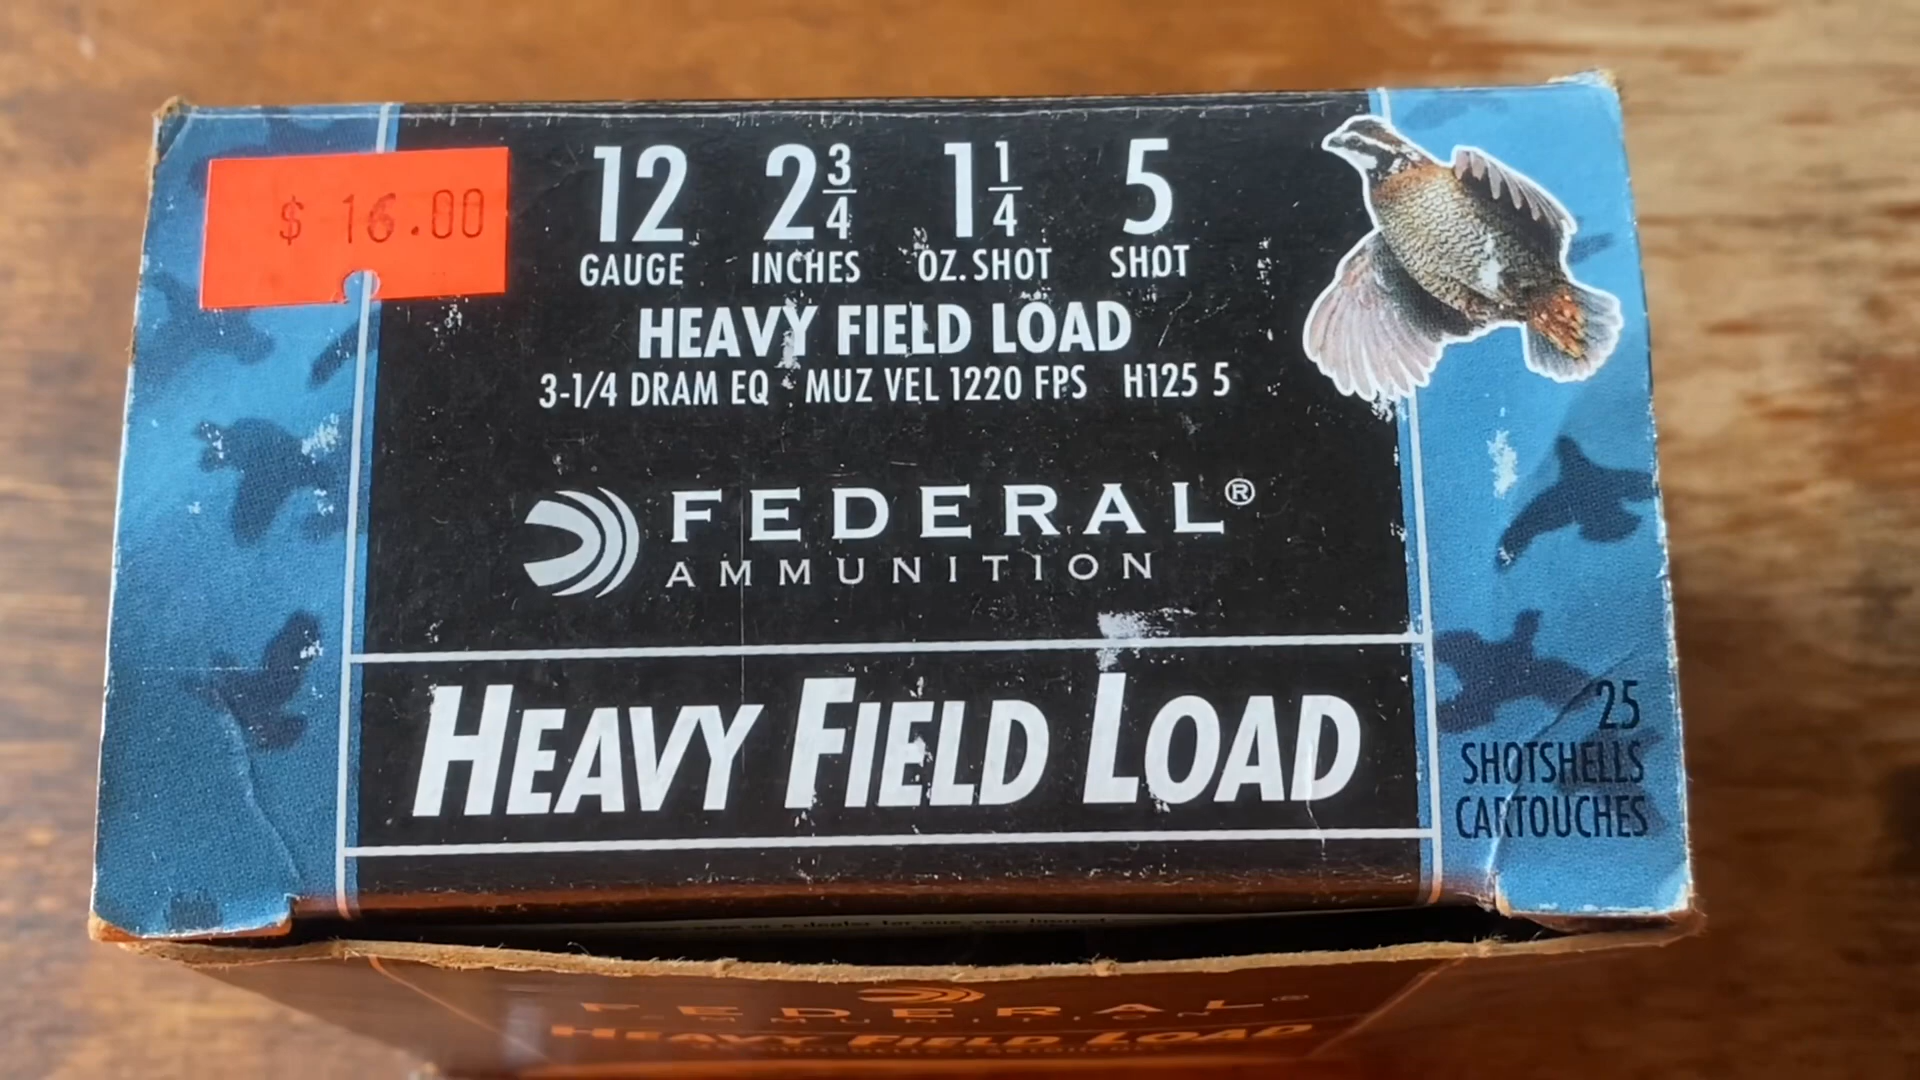 $ 16.00
12 2 3/4 1 1/4 5
GAUGE INCHES OZ. SHOT SHOT
HEAVY FIELD LOAD
3-1/4 DRAM EQ · MUZ VEL 1220 FPS H125 5
FEDERAL®
AMMUNITION
HEAVY FIELD LOAD
25
SHOTSHELLS
CARTOUCHES
FEDERAL®
AMMUNITION
HEAVY FIELD LOAD